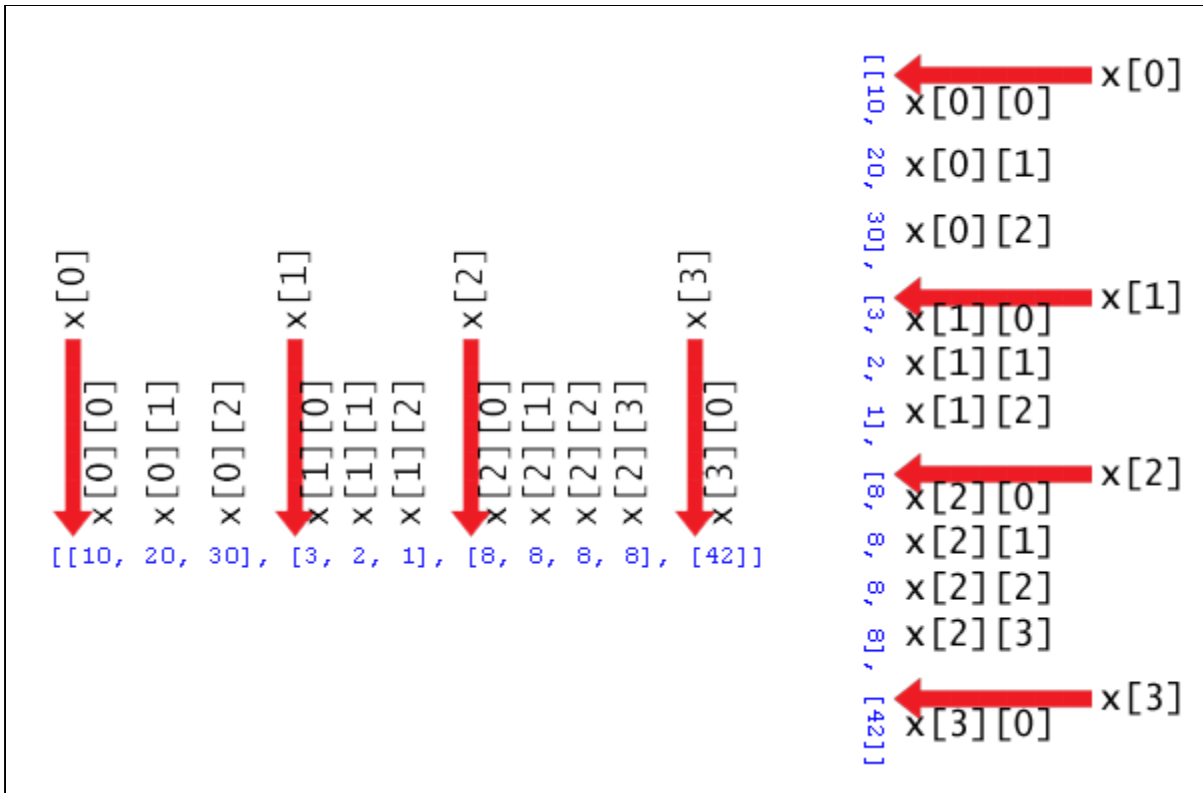 x[0]
x[1]
x[2]
x[3]
x[0][0]
x[0][1]
x[0][2]
x[1][0]
x[1][1]
x[1][2]
x[2][0]
x[2][1]
x[2][2]
x[2][3]
x[3][0]
[[10, 20, 30], [3, 2, 1], [8, 8, 8, 8], [42]]
[[10, 20, 30], [3, 2, 1], [8, 8, 8, 8], [42]]
x[0]
x[0][0]
x[0][1]
x[0][2]
x[1]
x[1][0]
x[1][1]
x[1][2]
x[2]
x[2][0]
x[2][1]
x[2][2]
x[2][3]
x[3]
x[3][0]